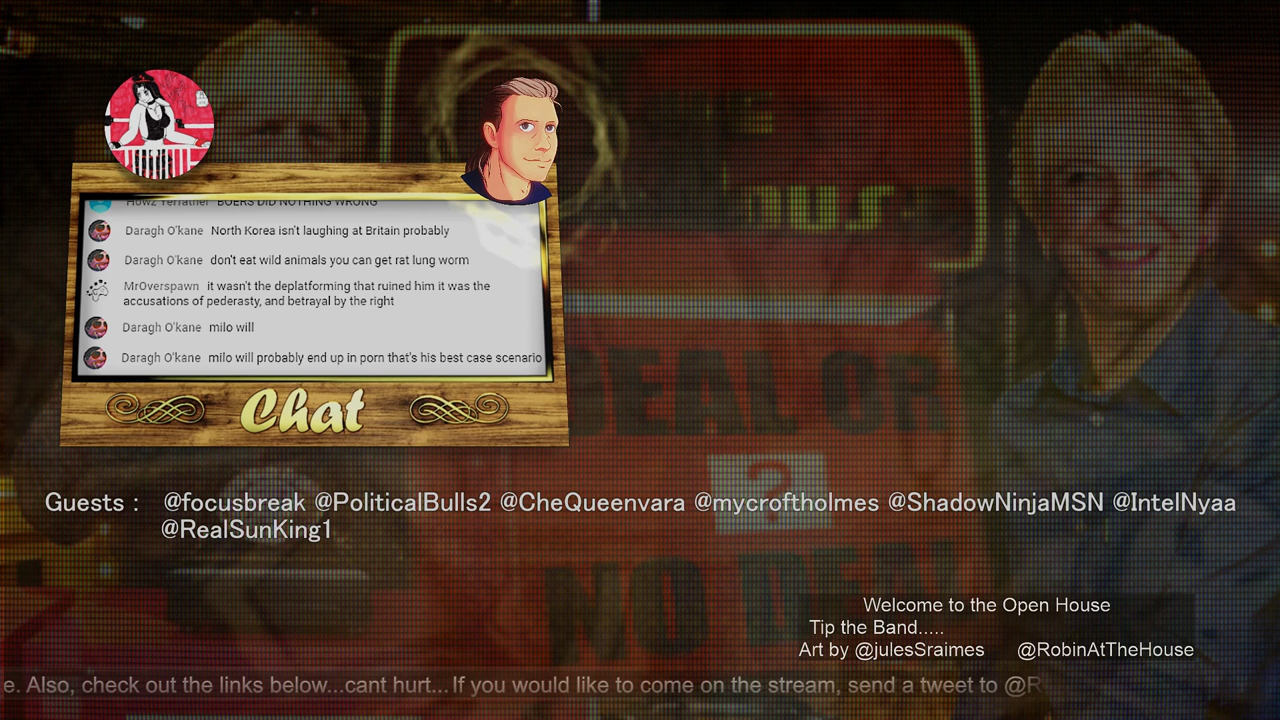 Howz Yerfather BOERS DID NOTHING WRONG
Daragh O'kane North Korea isn't laughing at Britain probably
Daragh O'kane don't eat wild animals you can get rat lung worm
MrOverspawn it wasn't the deplatforming that ruined him it was the
accusations of pederasty, and betrayal by the right
Daragh O'kane milo will
Daragh O'kane milo will probably end up in porn that's his best case scenario
Chat
DEAL OR
?
NO DEAL
Guests : @focusbreak @PoliticalBulls2 @CheQueenvara @mycroftholmes @ShadowNinjaMSN @IntelNyaa
@RealSunKing1
Welcome to the Open House
Tip the Band.....
Art by @julesSraimes @RobinAtTheHouse
e. Also, check out the links below...cant hurt... If you would like to come on the stream, send a tweet to @R